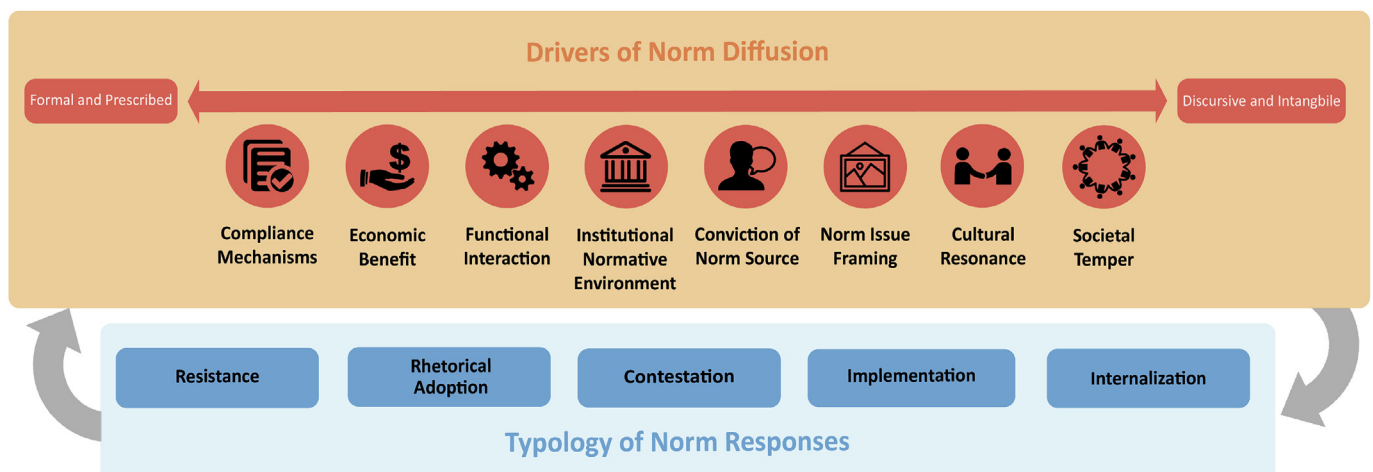 Drivers of Norm Diffusion
Formal and Prescribed
Discursive and Intangbile
Compliance
Mechanisms
Economic
Benefit
$
Functional
Interaction
Institutional
Normative
Environment
Conviction of
Norm Source
Norm Issue
Framing
Cultural
Resonance
Societal
Temper
Resistance
Rhetorical
Adoption
Contestation
Implementation
Internalization
Typology of Norm Responses